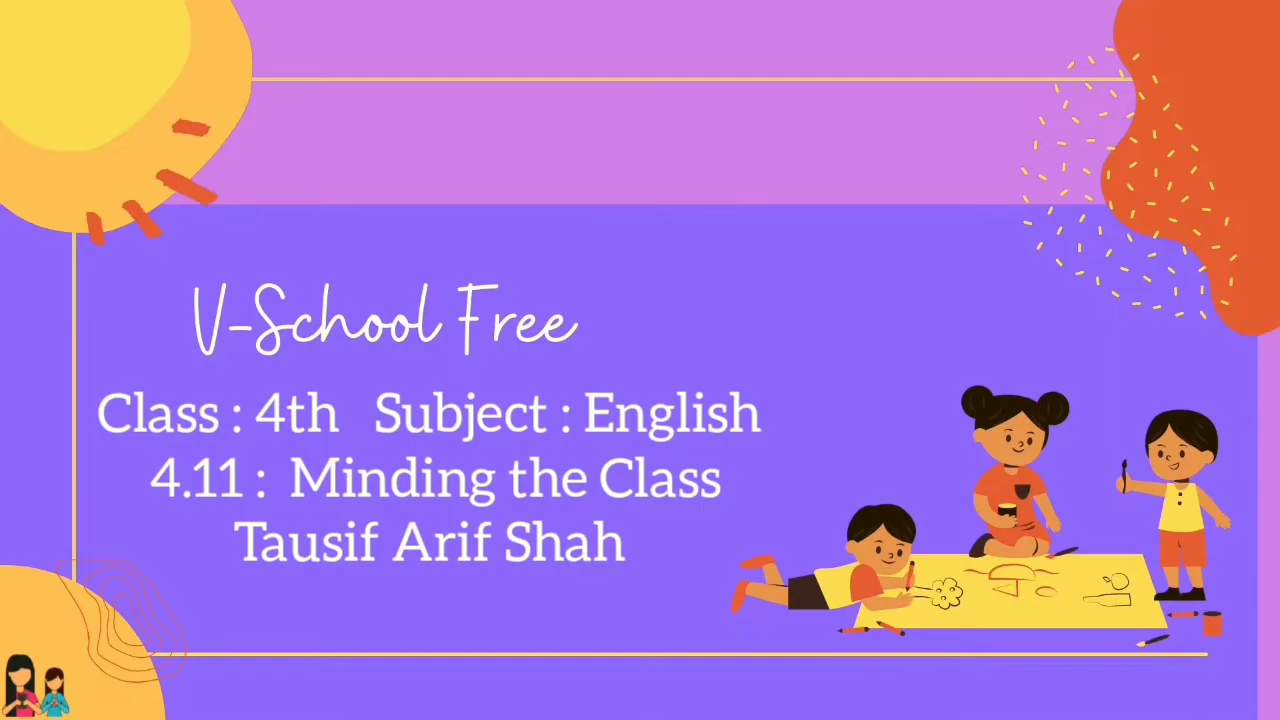 V-School Free
Class : 4th Subject : English
4.11 : Minding the Class
Tausif Arif Shah